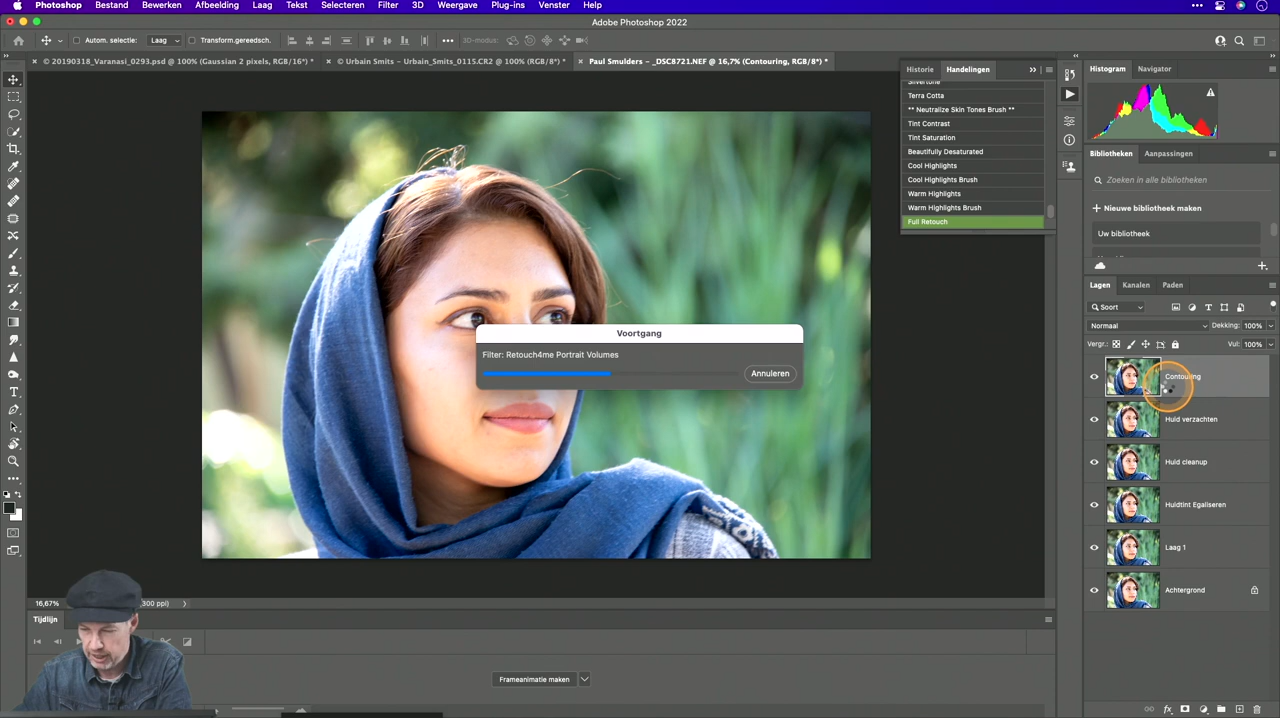 Photoshop Bestand Bewerken Afbeelding Laag Tekst Selecteren Filter 3D Weergave Plug-ins Venster Help
Adobe Photoshop 2022
Autom. selectie: Laag Transform.gereedsch. 3D-modus:
© 20190318_Varanasi_0293.psd @ 100% (Gaussian 2 pixels, RGB/16*) *
© Urbain Smits – Urbain_Smits_0115.CR2 @ 100% (RGB/8*) *
Paul Smulders – _DSC8721.NEF @ 16,7% (Contouring, RGB/8*) *
Historie Handelingen
Silvertone
Terra Cotta
** Neutralize Skin Tones Brush **
Tint Contrast
Tint Saturation
Beautifully Desaturated
Cool Highlights
Cool Highlights Brush
Warm Highlights
Warm Highlights Brush
Full Retouch
Histogram Navigator
Bibliotheken Aanpassingen
Zoeken in alle bibliotheken
Nieuwe bibliotheek maken
Uw bibliotheek
Lagen Kanalen Paden
Soort
Normaal Dekking: 100%
Vergr.: Vul: 100%
Contouring
Huid verzachten
Huid cleanup
Huidtint Egaliseren
Laag 1
Achtergrond
Voortgang
Filter: Retouch4me Portrait Volumes
Annuleren
16,67% (300 ppi)
Tijdlijn
Frameanimatie maken